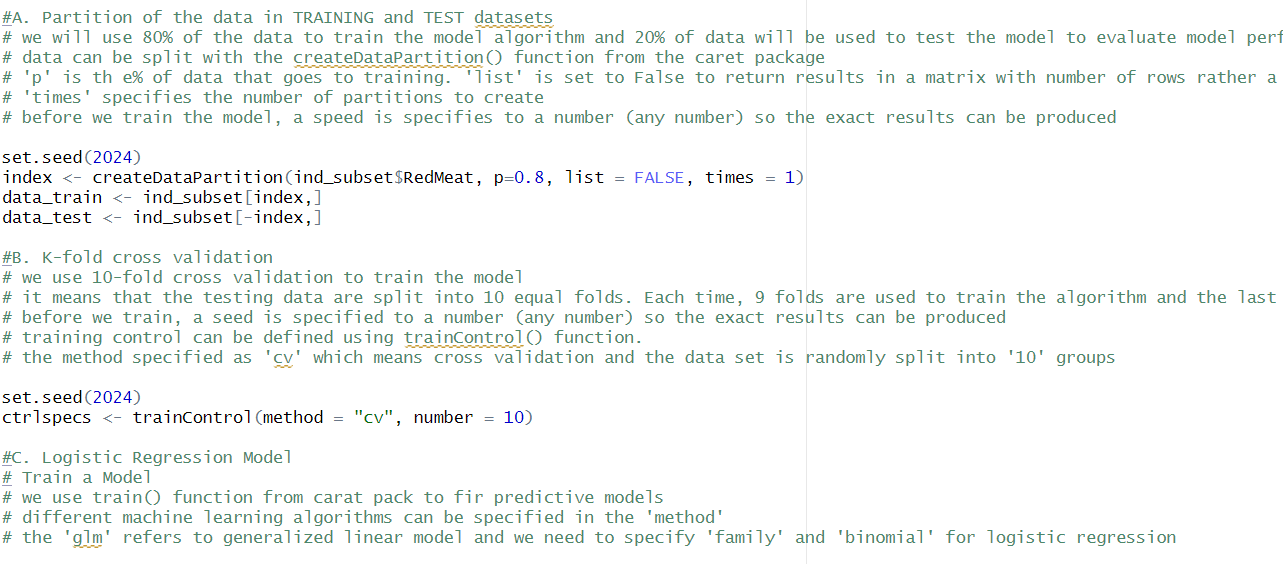 #A. Partition of the data in TRAINING and TEST datasets
# we will use 80% of the data to train the model algorithm and 20% of data will be used to test the model to evaluate model perf
# data can be split with the createDataPartition() function from the caret package
# 'p' is th e% of data that goes to training. 'list' is set to False to return results in a matrix with number of rows rather a
# 'times' specifies the number of partitions to create
# before we train the model, a speed is specifies to a number (any number) so the exact results can be produced
set.seed(2024)
index <- createDataPartition(ind_subset$RedMeat, p=0.8, list = FALSE, times = 1)
data_train <- ind_subset[index,]
data_test <- ind_subset[-index,]
#B. K-fold cross validation
# we use 10-fold cross validation to train the model
# it means that the testing data are split into 10 equal folds. Each time, 9 folds are used to train the algorithm and the last
# before we train, a seed is specified to a number (any number) so the exact results can be produced
# training control can be defined using trainControl() function.
# the method specified as 'cv' which means cross validation and the data set is randomly split into '10' groups
set.seed(2024)
ctrlspecs <- trainControl(method = "cv", number = 10)
#C. Logistic Regression Model
# Train a Model
# we use train() function from carat pack to fir predictive models
# different machine learning algorithms can be specified in the 'method'
# the 'glm' refers to generalized linear model and we need to specify 'family' and 'binomial' for logistic regression